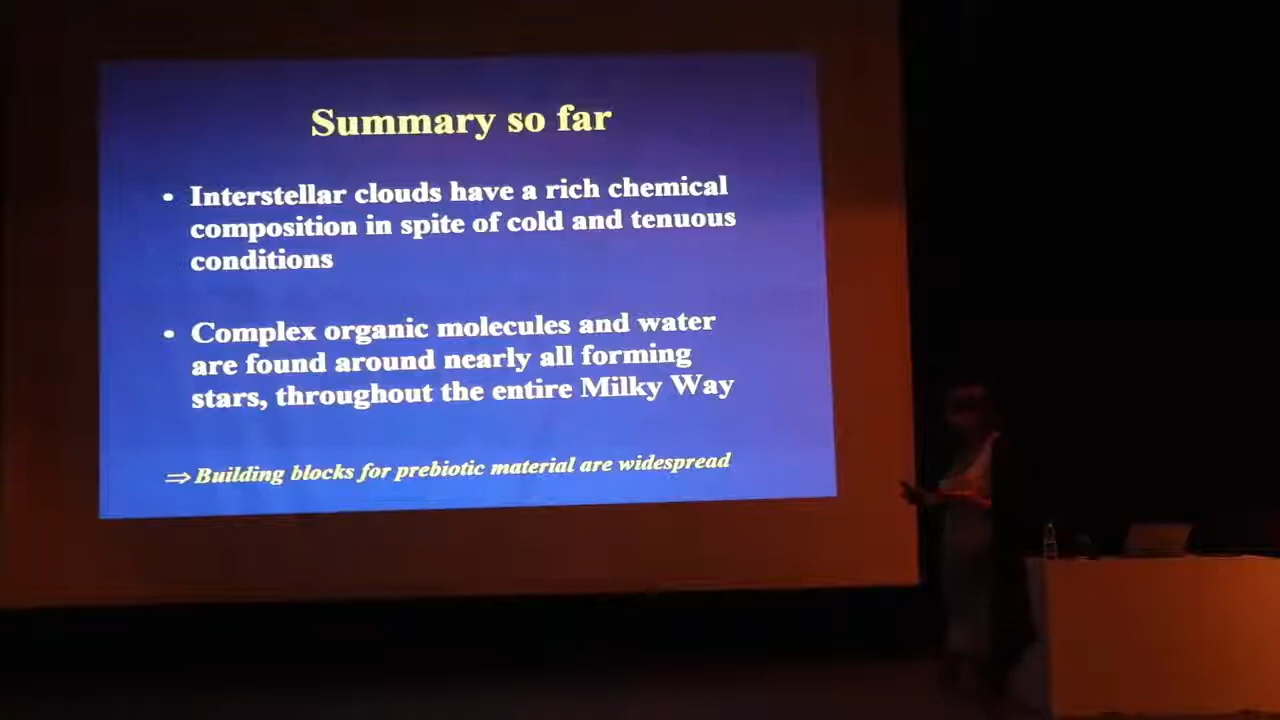 Summary so far
• Interstellar clouds have a rich chemical
composition in spite of cold and tenuous
conditions
• Complex organic molecules and water
are found around nearly all forming
stars, throughout the entire Milky Way
⇒ Building blocks for prebiotic material are widespread